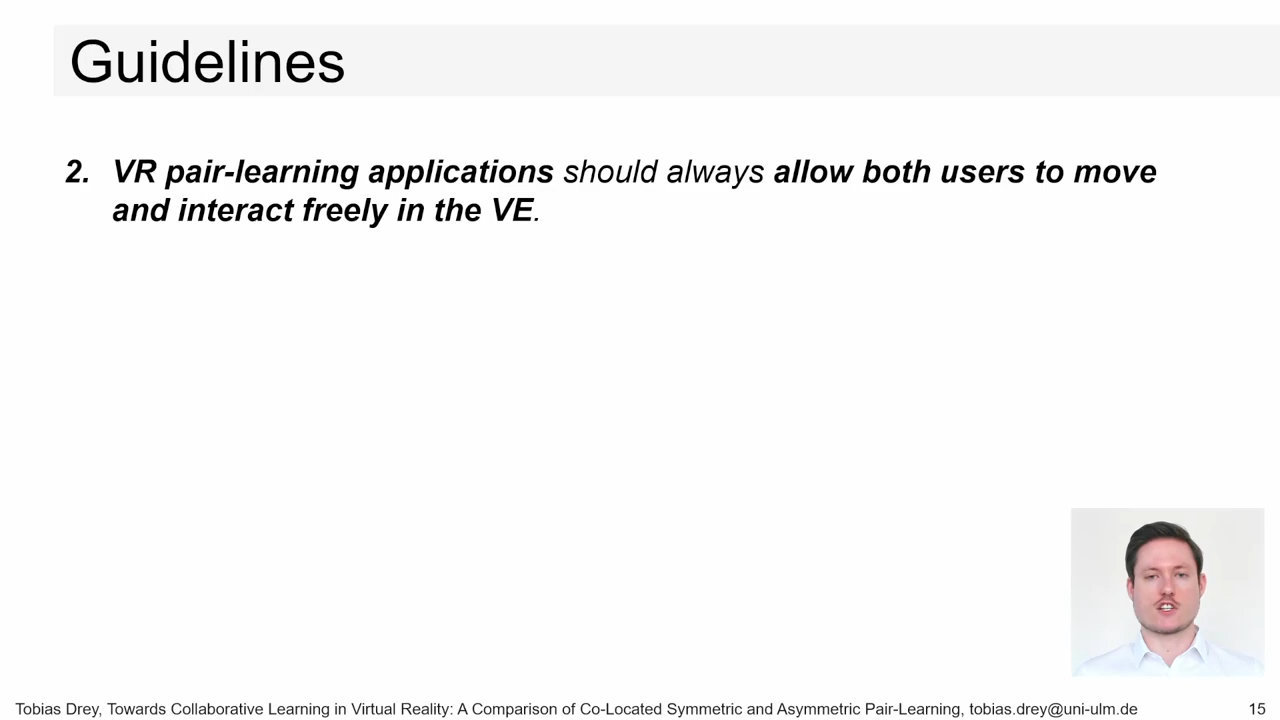 Guidelines
2. VR pair-learning applications should always allow both users to move
and interact freely in the VE.
Tobias Drey, Towards Collaborative Learning in Virtual Reality: A Comparison of Co-Located Symmetric and Asymmetric Pair-Learning, tobias.drey@uni-ulm.de 15